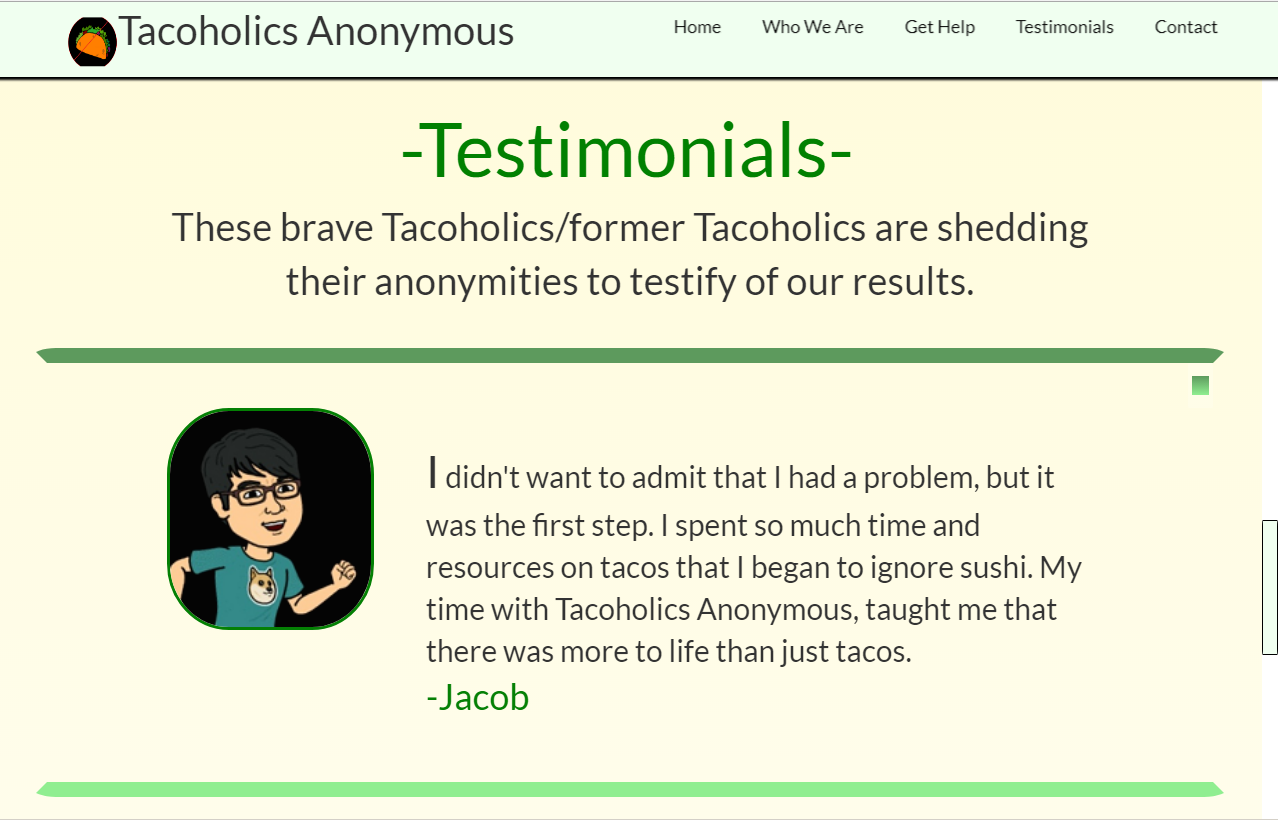 Tacoholics Anonymous
Home Who We Are Get Help Testimonials Contact
-Testimonials-
These brave Tacoholics/former Tacoholics are shedding
their anonymities to testify of our results.
I didn't want to admit that I had a problem, but it
was the first step. I spent so much time and
resources on tacos that I began to ignore sushi. My
time with Tacoholics Anonymous, taught me that
there was more to life than just tacos.
-Jacob